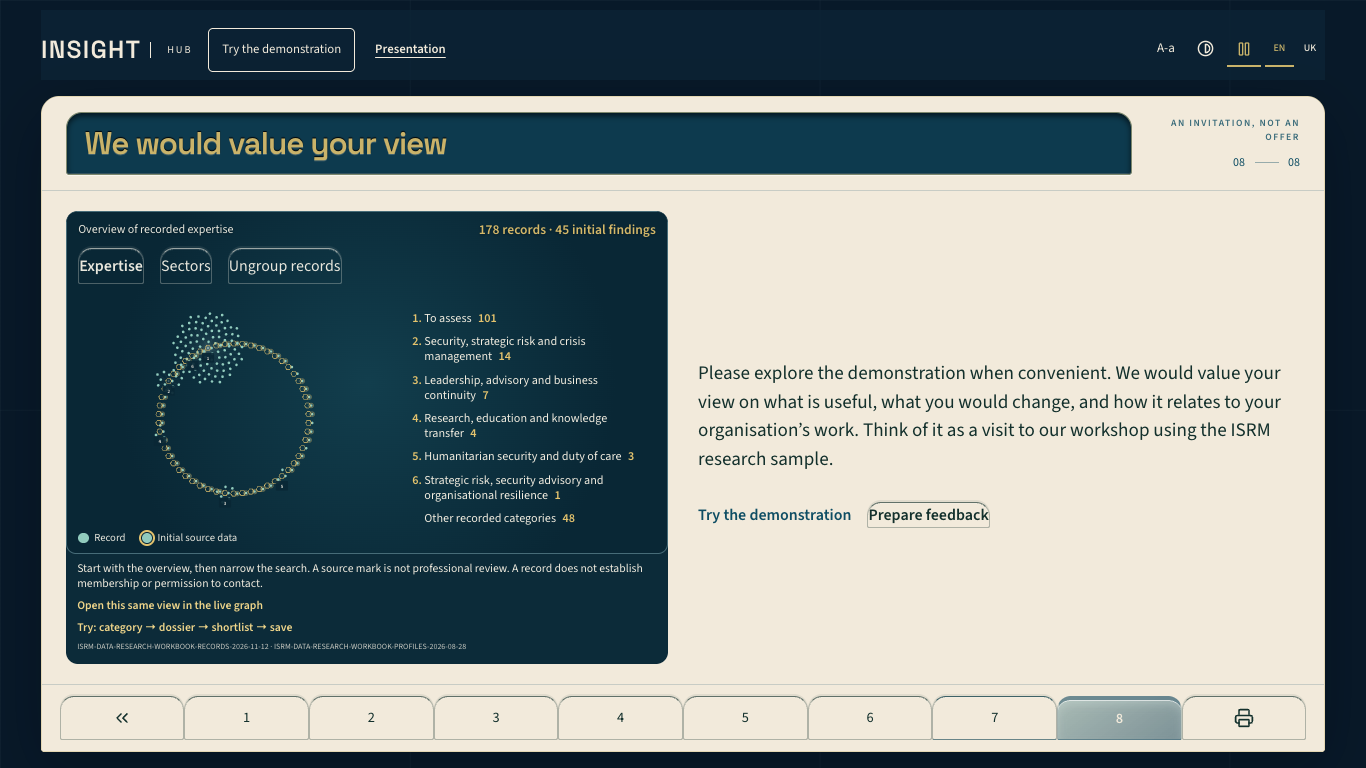 INSIGHT | HUB Try the demonstration Presentation A-a EN UK
We would value your view
AN INVITATION, NOT AN
OFFER
08 — 08
Overview of recorded expertise 178 records · 45 initial findings
Expertise Sectors Ungroup records
1. To assess 101
2. Security, strategic risk and crisis
management 14
3. Leadership, advisory and business
continuity 7
4. Research, education and knowledge
transfer 4
5. Humanitarian security and duty of care 3
6. Strategic risk, security advisory and
organisational resilience 1
Other recorded categories 48
Record Initial source data
Start with the overview, then narrow the search. A source mark is not professional review. A record does not establish
membership or permission to contact.
Open this same view in the live graph
Try: category → dossier → shortlist → save
ISRM-DATA-RESEARCH-WORKBOOK-RECORDS-2026-11-12 · ISRM-DATA-RESEARCH-WORKBOOK-PROFILES-2026-08-28
Please explore the demonstration when convenient. We would value your
view on what is useful, what you would change, and how it relates to your
organisation’s work. Think of it as a visit to our workshop using the ISRM
research sample.
Try the demonstration Prepare feedback
« 1 2 3 4 5 6 7 8